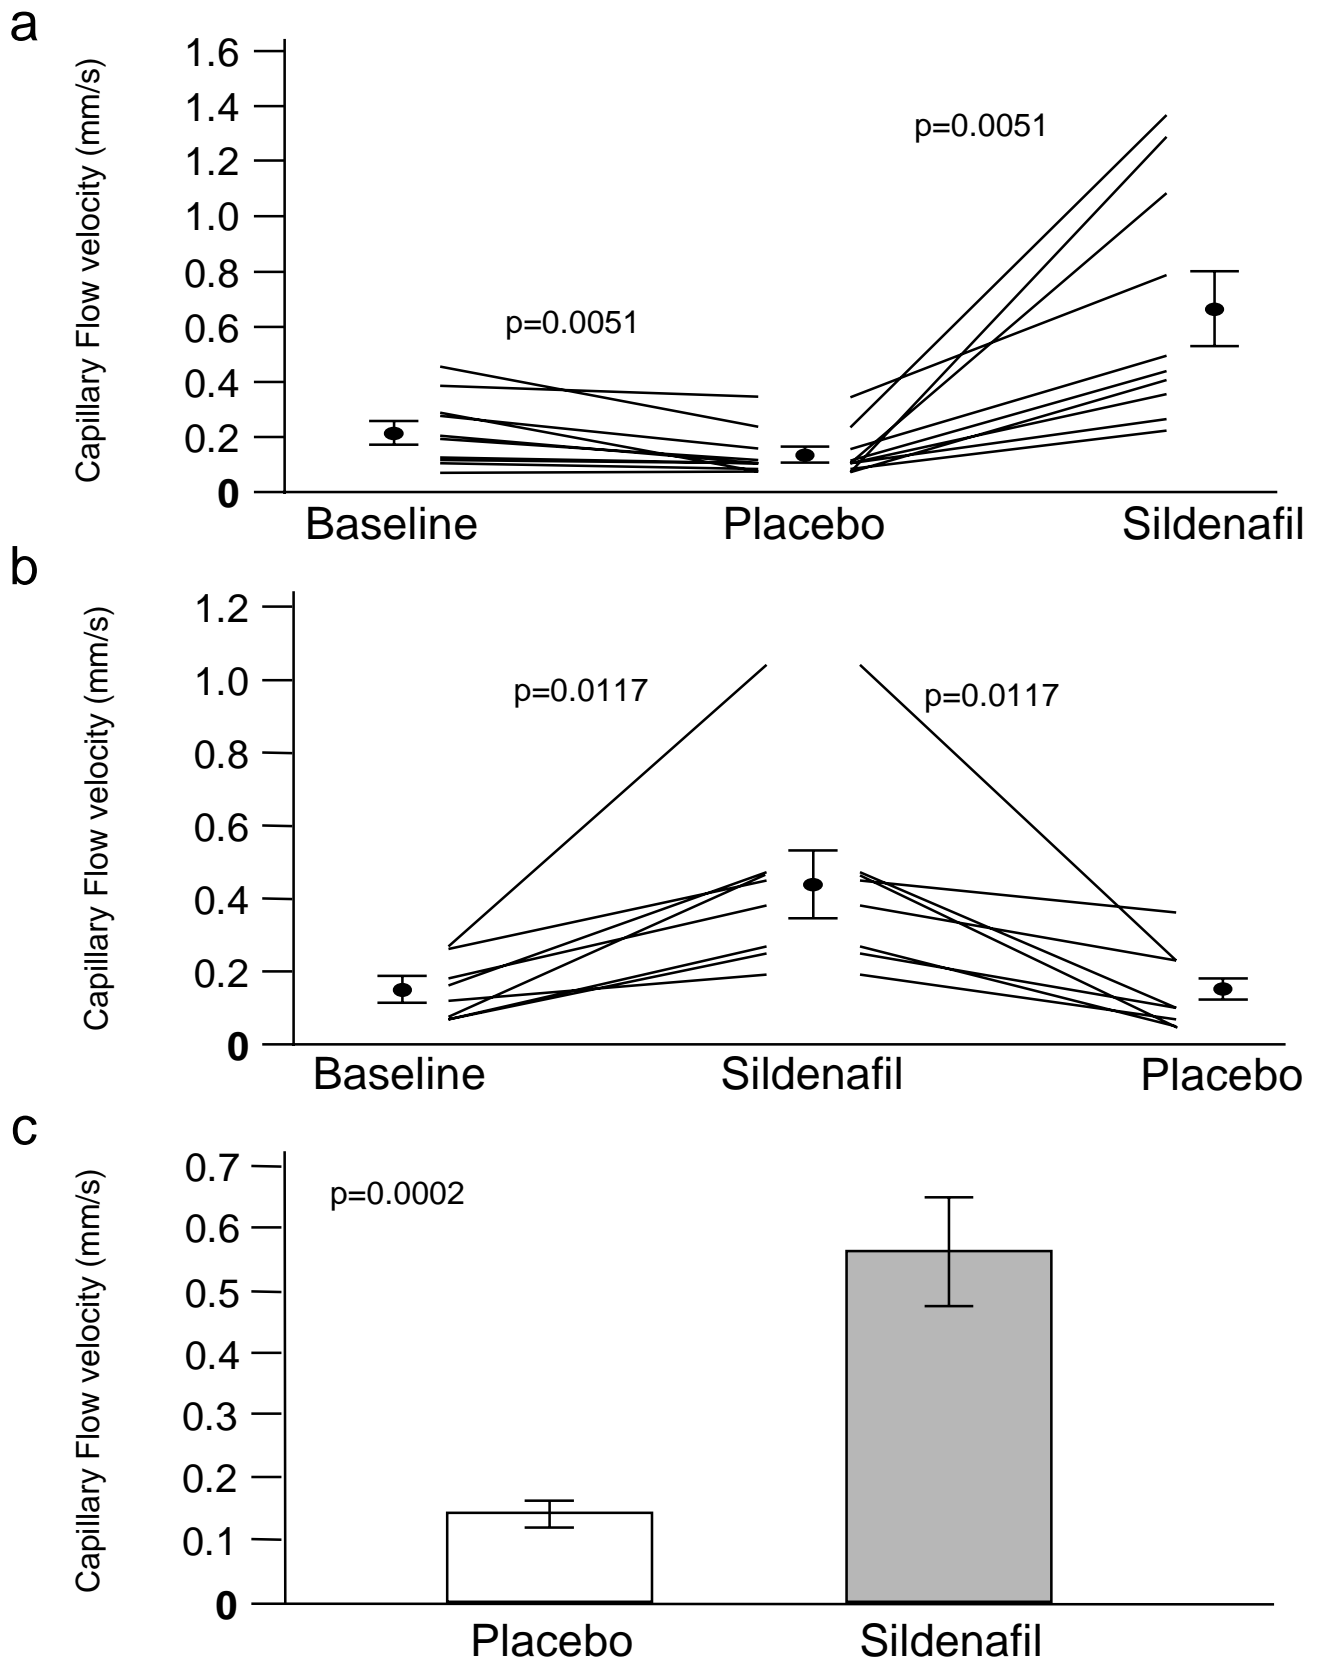 a
Capillary Flow velocity (mm/s)
1.6
1.4
1.2
1.0
0.8
0.6
0.4
0.2
0
p=0.0051
p=0.0051
Baseline
Placebo
Sildenafil
b
Capillary Flow velocity (mm/s)
1.2
1.0
0.8
0.6
0.4
0.2
0
p=0.0117
p=0.0117
Baseline
Sildenafil
Placebo
c
Capillary Flow velocity (mm/s)
0.7
0.6
0.5
0.4
0.3
0.2
0.1
0
p=0.0002
Placebo
Sildenafil